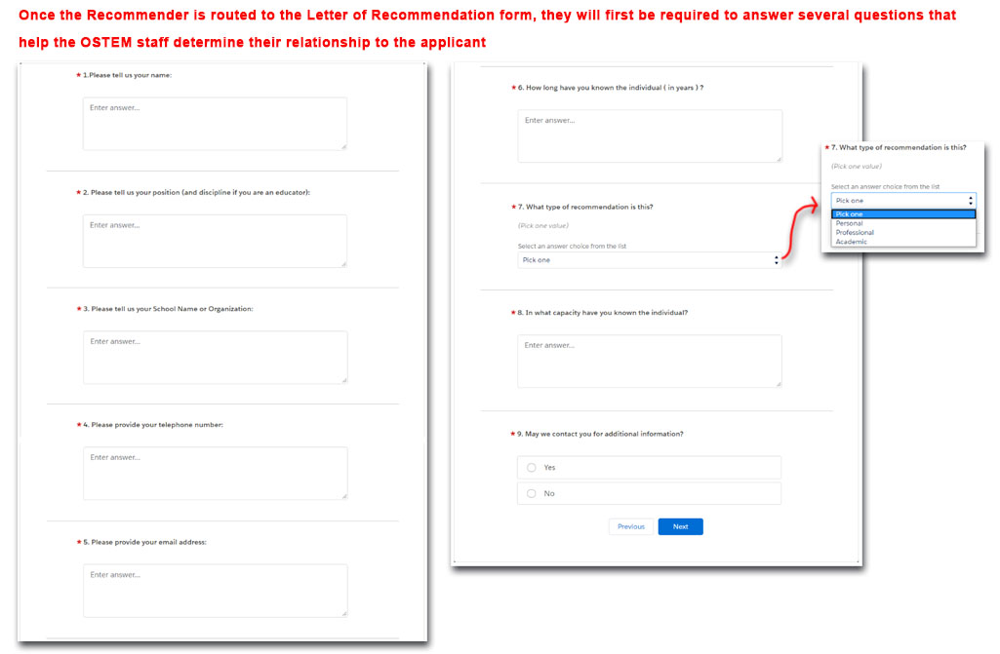 Once the Recommender is routed to the Letter of Recommendation form, they will first be required to answer several questions that
help the OSTEM staff determine their relationship to the applicant
* 1.Please tell us your name:
Enter answer...
* 2. Please tell us your position (and discipline if you are an educator):
Enter answer...
* 3. Please tell us your School Name or Organization:
Enter answer...
* 4. Please provide your telephone number:
Enter answer...
* 5. Please provide your email address:
Enter answer...
* 6. How long have you known the individual ( in years ) ?
Enter answer...
* 7. What type of recommendation is this?
(Pick one value)
Select an answer choice from the list
Pick one
* 8. In what capacity have you known the individual?
Enter answer...
* 9. May we contact you for additional information?
Yes
No
Previous Next
* 7. What type of recommendation is this?
(Pick one value)
Select an answer choice from the list
Pick one
Pick one
Personal
Professional
Academic